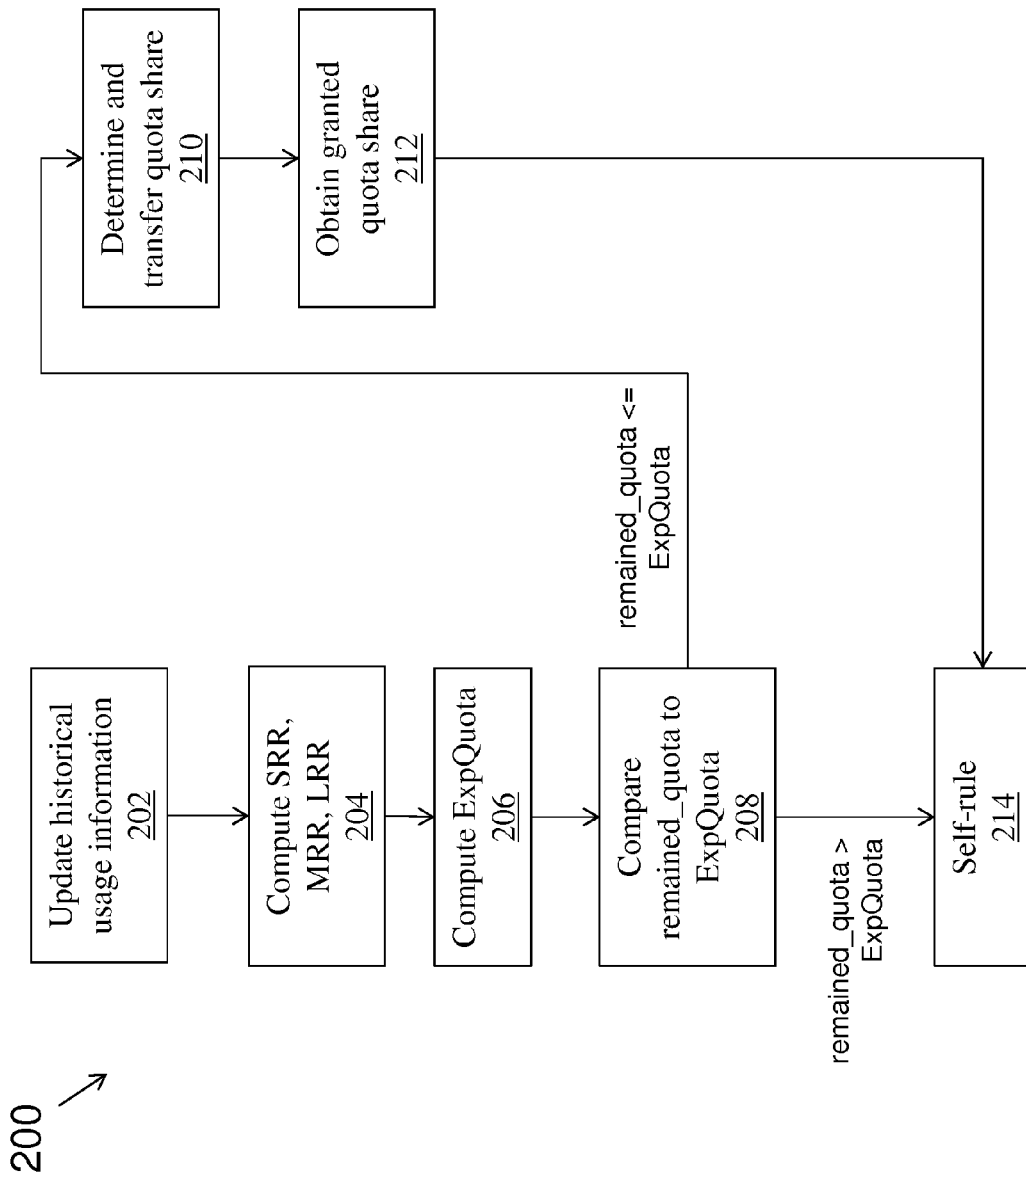 200
Update historical
usage information
202
Compute SRR,
MRR, LRR
204
Compute ExpQuota
206
Compare
remained_quota to
ExpQuota
208
remained_quota <=
ExpQuota
Determine and
transfer quota share
210
Obtain granted
quota share
212
remained_quota >
ExpQuota
Self-rule
214